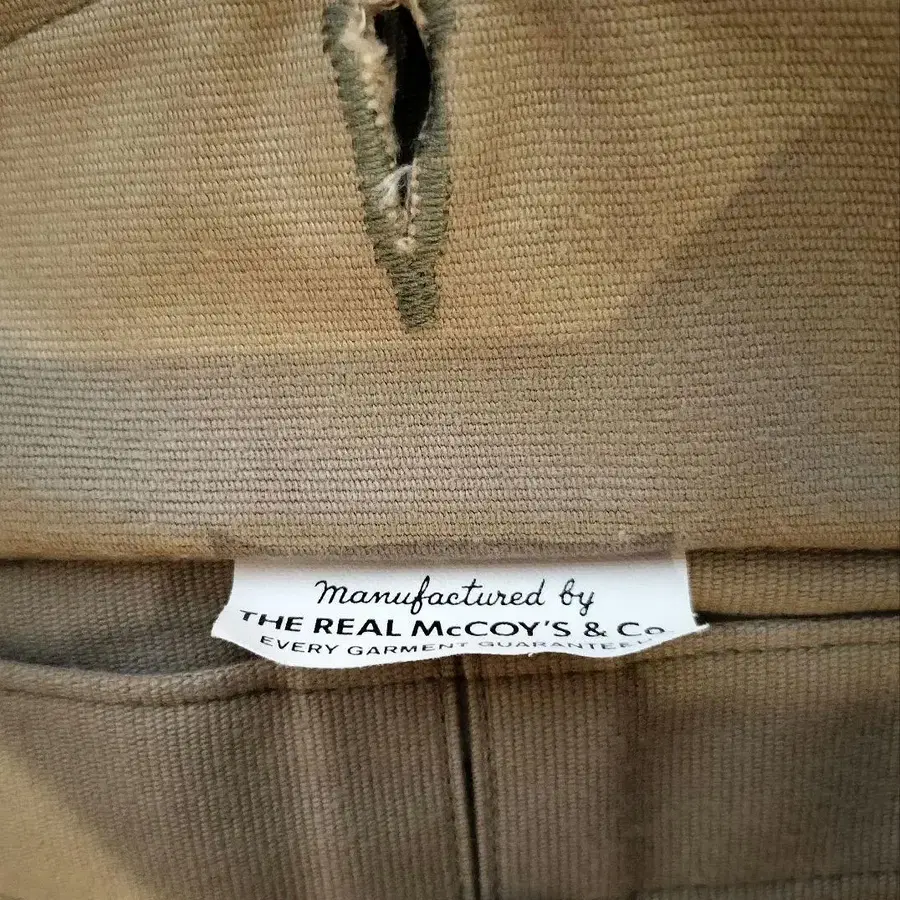 Manufactured by
THE REAL McCOY'S & Co.
EVERY GARMENT GUARANTEED